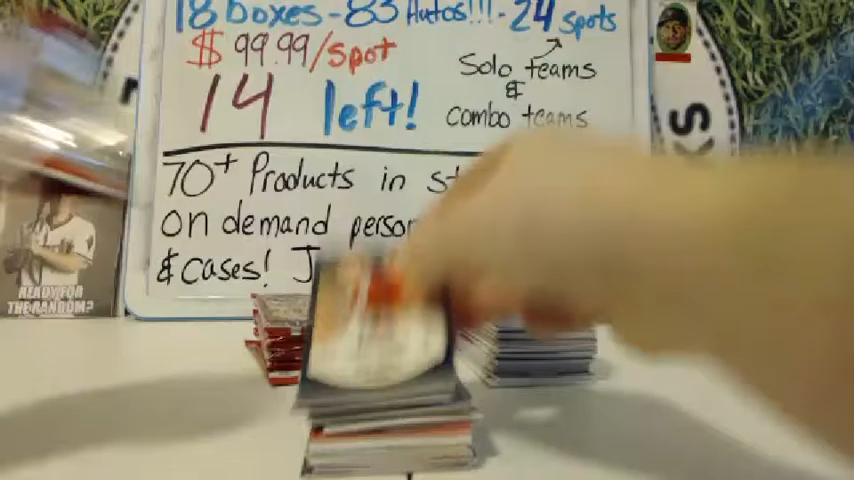 18 boxes - 83 Autos!!! - 24 spots
$99.99/spot
Solo teams
&
combo teams
14 left!
70+ Products in
on demand
& cases!
READY FOR
THE RANDOM?